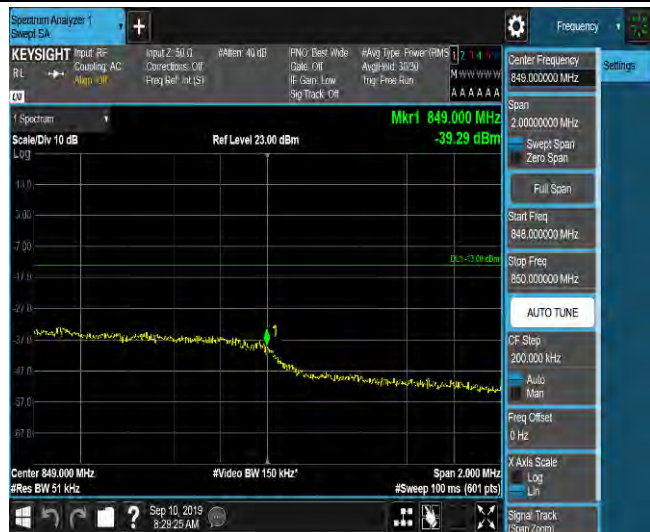 Spectrum Analyzer 1
Swept SA
+
Frequency
KEYSIGHT
RL
Input: RF
Coupling: AC
Align: Off
Input Z: 50 Ω
Corrections: Off
Freq Ref: Int (S)
#Atten: 40 dB
PNO: Best Wide
Gate: Off
IF Gain: Low
Sig Track: Off
#Avg Type: Power (RMS
Avg|Hold: 30/30
Trig: Free Run
1 2 3 4 5 6
M W W W W W
A A A A A A
LW
1 Spectrum
Scale/Div 10 dB
Log
Ref Level 23.00 dBm
Mkr1 849.000 MHz
-39.29 dBm
13.0
3.00
-7.00
DL1 -13.00 dBm
-17.0
-27.0
-37.0
1
-47.0
-57.0
-67.0
Center 849.000 MHz
#Res BW 51 kHz
#Video BW 150 kHz*
Span 2.000 MHz
#Sweep 100 ms (601 pts)
Sep 10, 2019
8:29:25 AM
?
Center Frequency
849.000000 MHz
Settings
Span
2.00000000 MHz
Swept Span
Zero Span
Full Span
Start Freq
848.000000 MHz
Stop Freq
850.000000 MHz
AUTO TUNE
CF Step
200.000 kHz
Auto
Man
Freq Offset
0 Hz
X Axis Scale
Log
Lin
Signal Track
(Span Zoom)